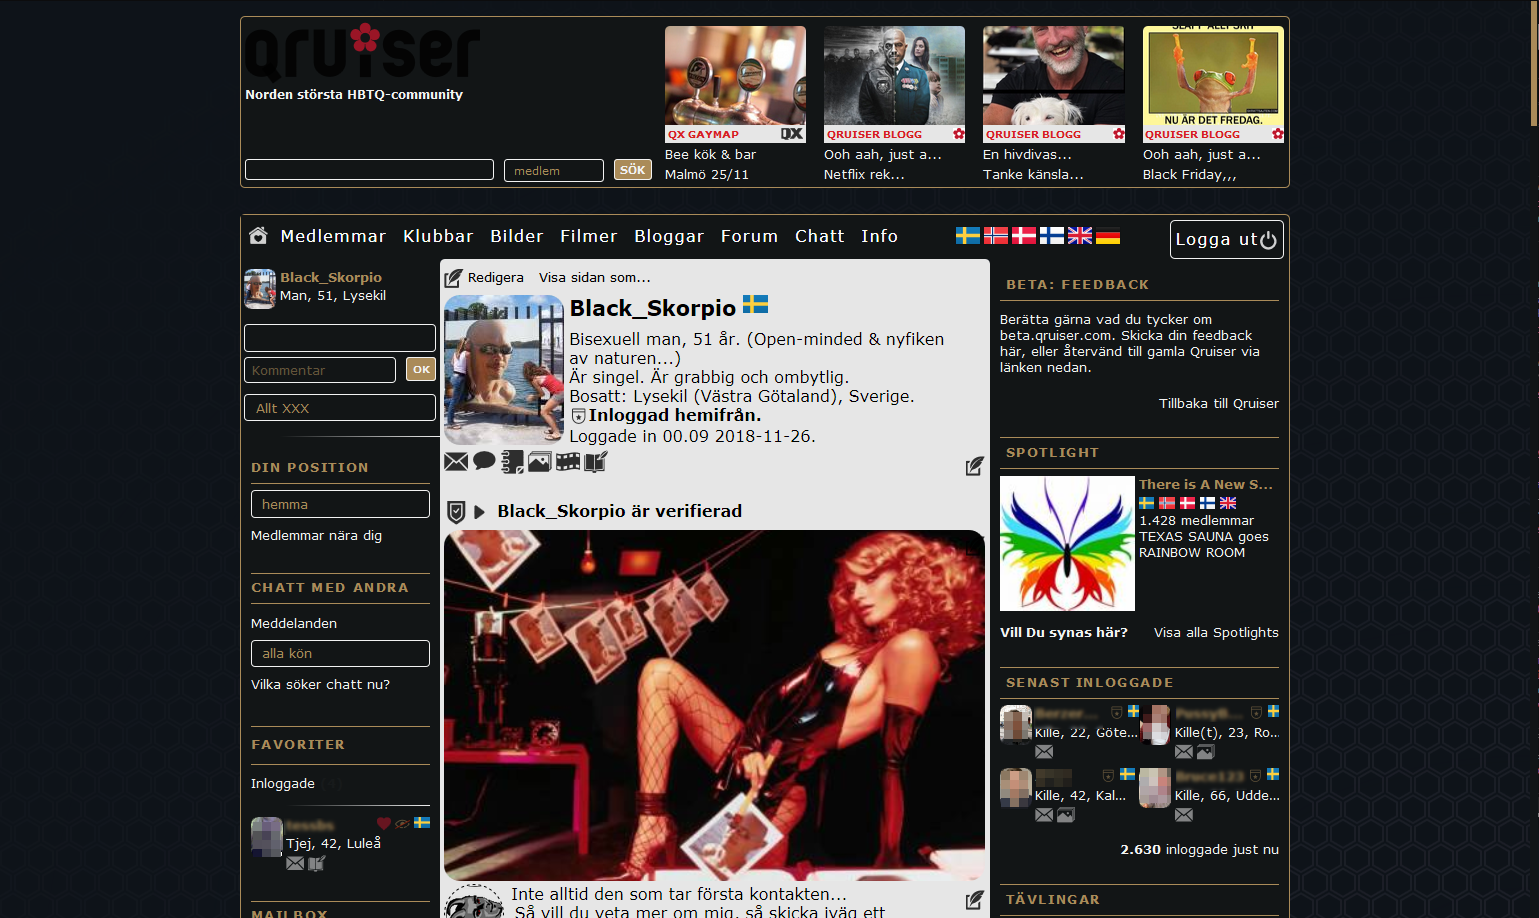 qruiser
Norden största HBTQ-community
medlem
SÖK
QX GAYMAP
QX
Bee kök & bar
Malmö 25/11
QRUISER BLOGG
Ooh aah, just a...
Netflix rek...
QRUISER BLOGG
En hivdivas...
Tanke känsla...
NU ÄR DET FREDAG.
QRUISER BLOGG
Ooh aah, just a...
Black Friday,,,
Medlemmar Klubbar Bilder Filmer Bloggar Forum Chatt Info
Logga ut
Black_Skorpio
Man, 51, Lysekil
Kommentar
OK
Allt XXX
DIN POSITION
hemma
Medlemmar nära dig
CHATT MED ANDRA
Meddelanden
alla kön
Vilka söker chatt nu?
FAVORITER
Inloggade
Tjej, 42, Luleå
MAILBOX
Redigera Visa sidan som...
Black_Skorpio
Bisexuell man, 51 år. (Open-minded & nyfiken
av naturen...)
Är singel. Är grabbig och ombytlig.
Bosatt: Lysekil (Västra Götaland), Sverige.
Inloggad hemifrån.
Loggade in 00.09 2018-11-26.
Black_Skorpio är verifierad
Inte alltid den som tar första kontakten...
Så vill du veta mer om mig, så skicka iväg ett
BETA: FEEDBACK
Berätta gärna vad du tycker om
beta.qruiser.com. Skicka din feedback
här, eller återvänd till gamla Qruiser via
länken nedan.
Tillbaka till Qruiser
SPOTLIGHT
There is A New S...
1.428 medlemmar
TEXAS SAUNA goes
RAINBOW ROOM
Vill Du synas här? Visa alla Spotlights
SENAST INLOGGADE
Kille, 22, Göte...
Kille(t), 23, Ro...
Kille, 42, Kal...
Kille, 66, Udde...
2.630 inloggade just nu
TÄVLINGAR